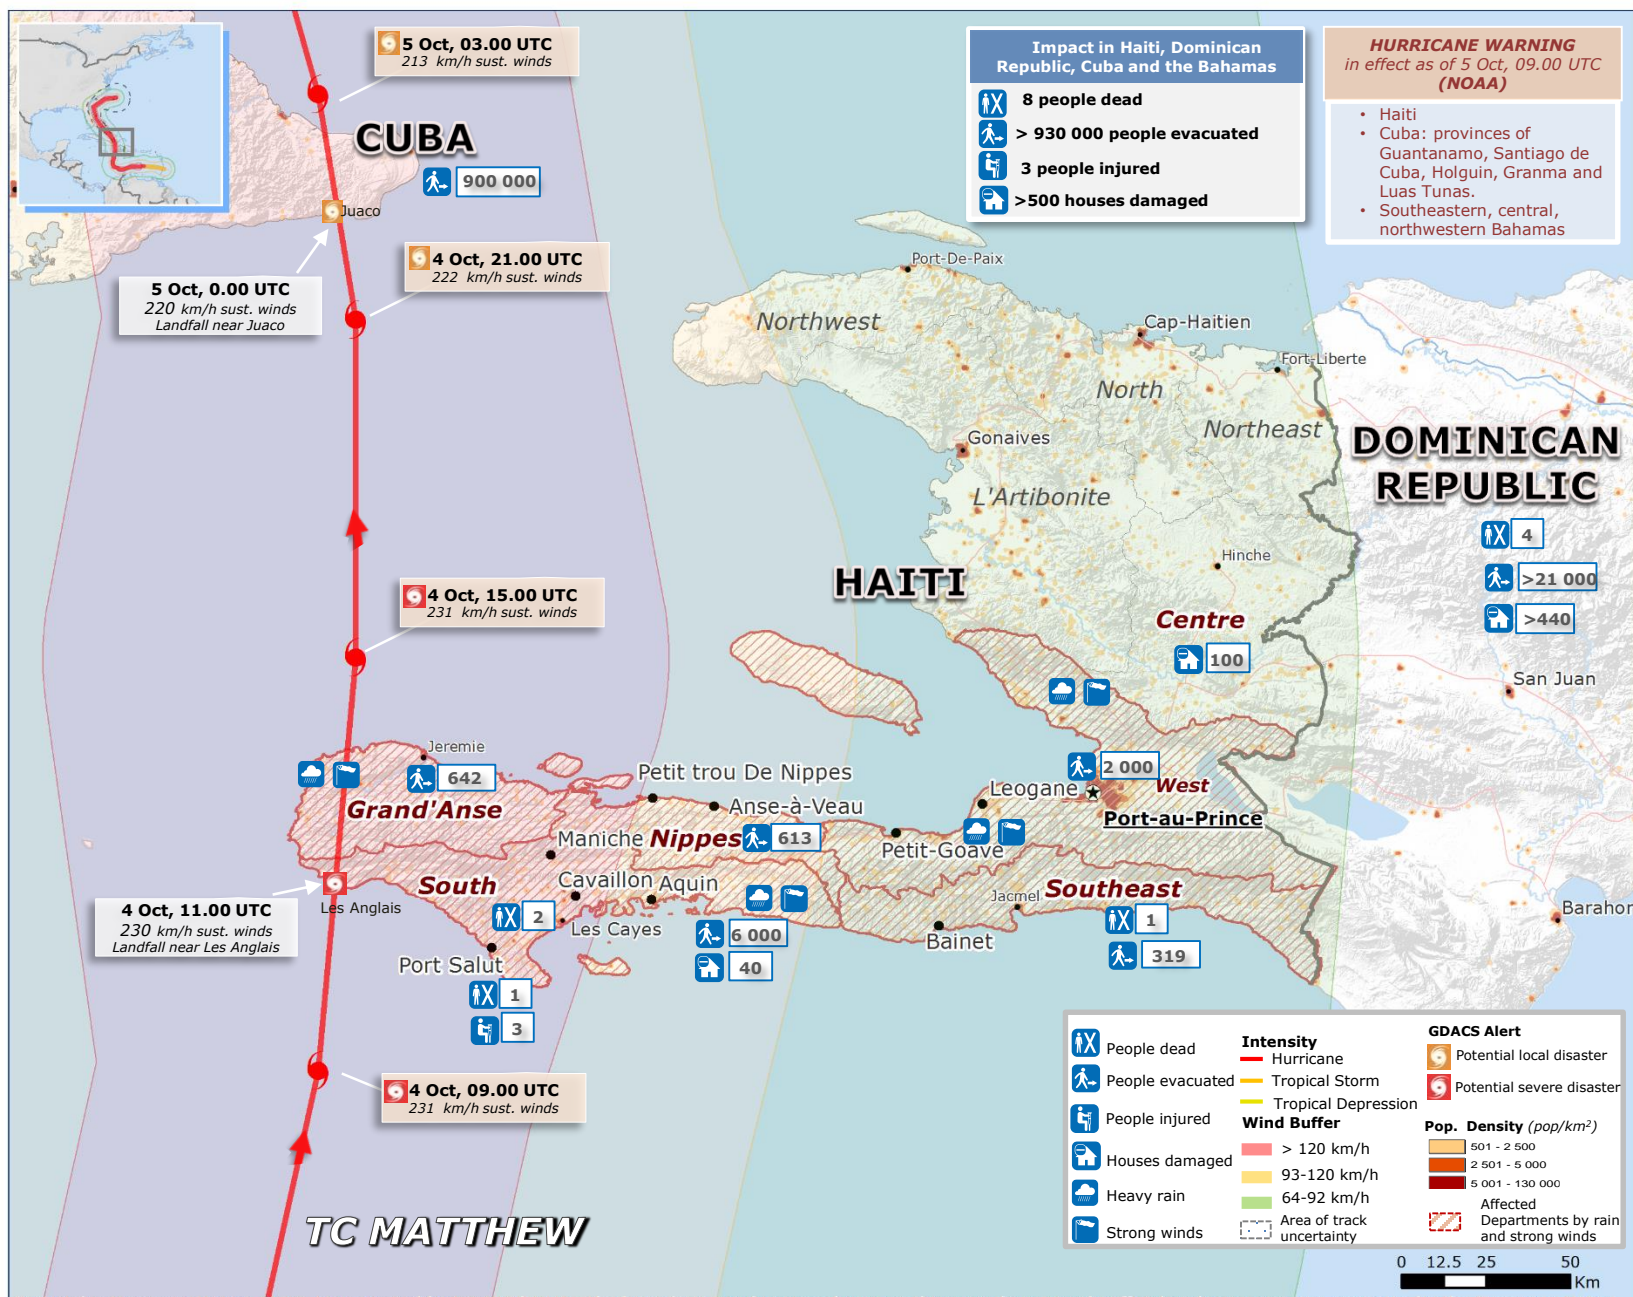 5 Oct, 03.00 UTC
213 km/h sust. winds
CUBA
900 000
Juaco
4 Oct, 21.00 UTC
222 km/h sust. winds
5 Oct, 0.00 UTC
220 km/h sust. winds
Landfall near Juaco
Impact in Haiti, Dominican
Republic, Cuba and the Bahamas
8 people dead
> 930 000 people evacuated
3 people injured
>500 houses damaged
HURRICANE WARNING
in effect as of 5 Oct, 09.00 UTC
(NOAA)
• Haiti
• Cuba: provinces of
Guantanamo, Santiago de
Cuba, Holguin, Granma and
Luas Tunas.
• Southeastern, central,
northwestern Bahamas
Port-De-Paix
Northwest
Cap-Haitien
Fort-Liberte
North
Northeast
Gonaives
L'Artibonite
DOMINICAN
REPUBLIC
4
>21 000
>440
Hinche
HAITI
4 Oct, 15.00 UTC
231 km/h sust. winds
Centre
100
San Juan
Jeremie
642
Grand'Anse
Petit trou De Nippes
Anse-à-Veau
Maniche
Nippes
613
Leogane
2 000
West
Port-au-Prince
Petit-Goave
South
Cavaillon
Aquin
Les Anglais
2
Les Cayes
Port Salut
1
3
6 000
40
Jacmel
Southeast
Bainet
1
319
Barahon
4 Oct, 11.00 UTC
230 km/h sust. winds
Landfall near Les Anglais
4 Oct, 09.00 UTC
231 km/h sust. winds
TC MATTHEW
People dead
People evacuated
People injured
Houses damaged
Heavy rain
Strong winds
Intensity
Hurricane
Tropical Storm
Tropical Depression
Wind Buffer
> 120 km/h
93-120 km/h
64-92 km/h
Area of track
uncertainty
GDACS Alert
Potential local disaster
Potential severe disaster
Pop. Density (pop/km²)
501 - 2 500
2 501 - 5 000
5 001 - 130 000
Affected
Departments by rain
and strong winds
0 12.5 25 50
Km